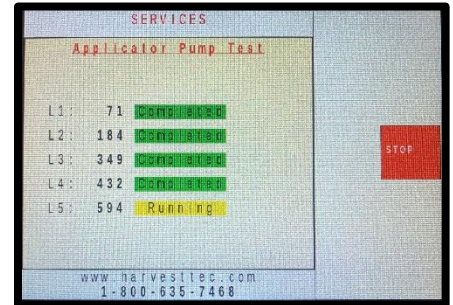 SERVICES
Applicator Pump Test
L1: 71 Completed
L2: 184 Completed
L3: 349 Completed
L4: 432 Completed
L5: 594 Running
STOP
www.harvesttec.com
1-800-635-7468